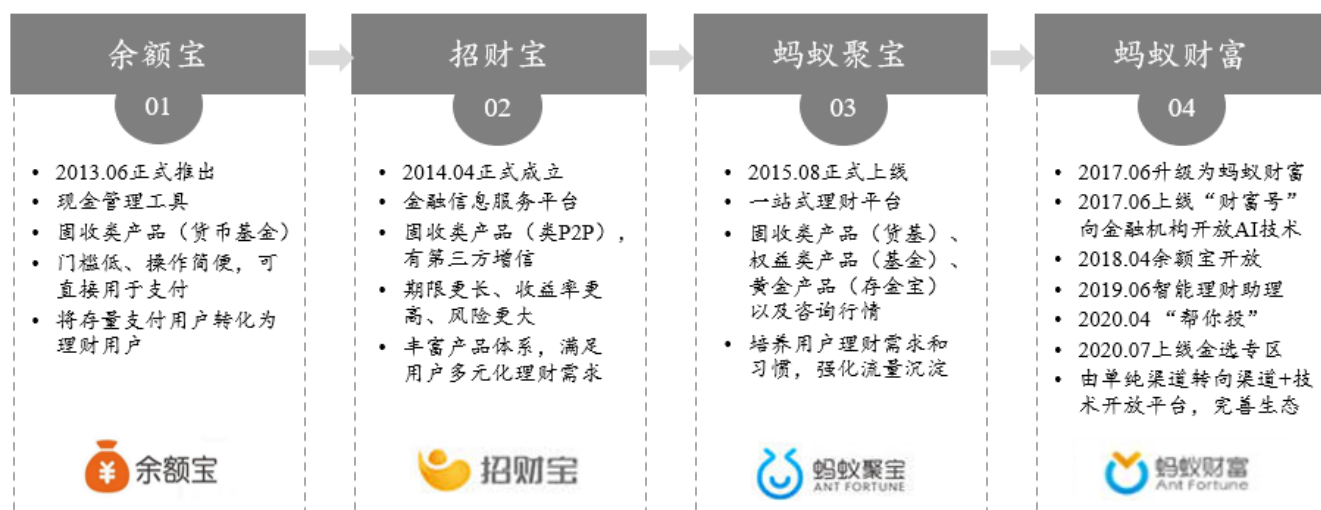 余额宝
01
• 2013.06正式推出
• 现金管理工具
• 固收类产品（货币基金）
• 门槛低、操作简便，可
直接用于支付
• 将存量支付用户转化为
理财用户
余额宝
招财宝
02
• 2014.04正式成立
• 金融信息服务平台
• 固收类产品（类P2P），
有第三方增信
• 期限更长、收益率更
高、风险更大
• 丰富产品体系，满足
用户多元化理财需求
招财宝
蚂蚁聚宝
03
• 2015.08正式上线
• 一站式理财平台
• 固收类产品（货基）、
权益类产品（基金）、
黄金产品（存金宝）
以及咨询行情
• 培养用户理财需求和
习惯，强化流量沉淀
蚂蚁聚宝
ANT FORTUNE
蚂蚁财富
04
• 2017.06升级为蚂蚁财富
• 2017.06上线“财富号”
向金融机构开放AI技术
• 2018.04余额宝开放
• 2019.06智能理财助理
• 2020.04 “帮你投”
• 2020.07上线金选专区
• 由单纯渠道转向渠道+技
术开放平台，完善生态
蚂蚁财富
Ant Fortune